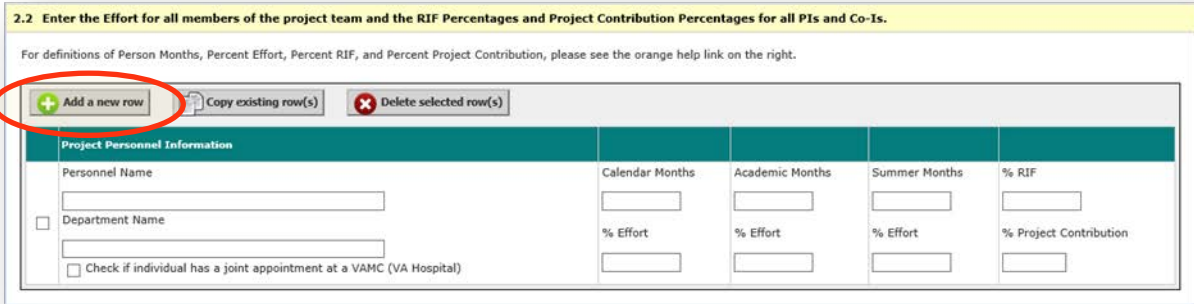 2.2 Enter the Effort for all members of the project team and the RIF Percentages and Project Contribution Percentages for all PIs and Co-Is.
For definitions of Person Months, Percent Effort, Percent RIF, and Percent Project Contribution, please see the orange help link on the right.
Add a new row Copy existing row(s) Delete selected row(s)
Project Personnel Information
Personnel Name Calendar Months Academic Months Summer Months % RIF
Department Name
% Effort % Effort % Effort % Project Contribution
Check if individual has a joint appointment at a VAMC (VA Hospital)